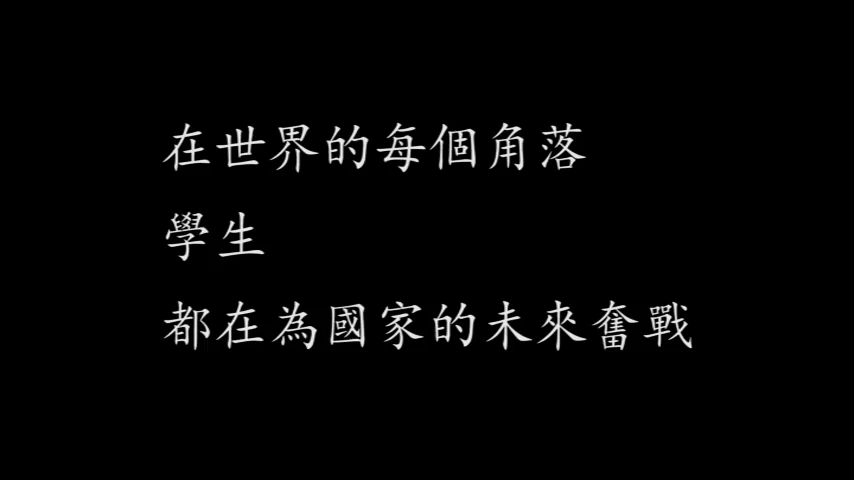 在世界的每個角落
學生
都在為國家的未來奮戰